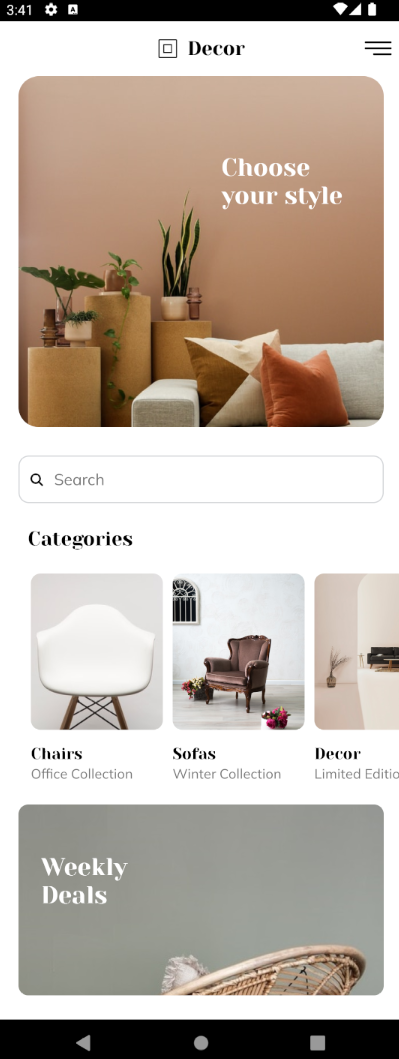 3:41
A
Decor
Choose
your style
Search
Categories
Chairs
Office Collection
Sofas
Winter Collection
Decor
Limited Editio
Weekly
Deals